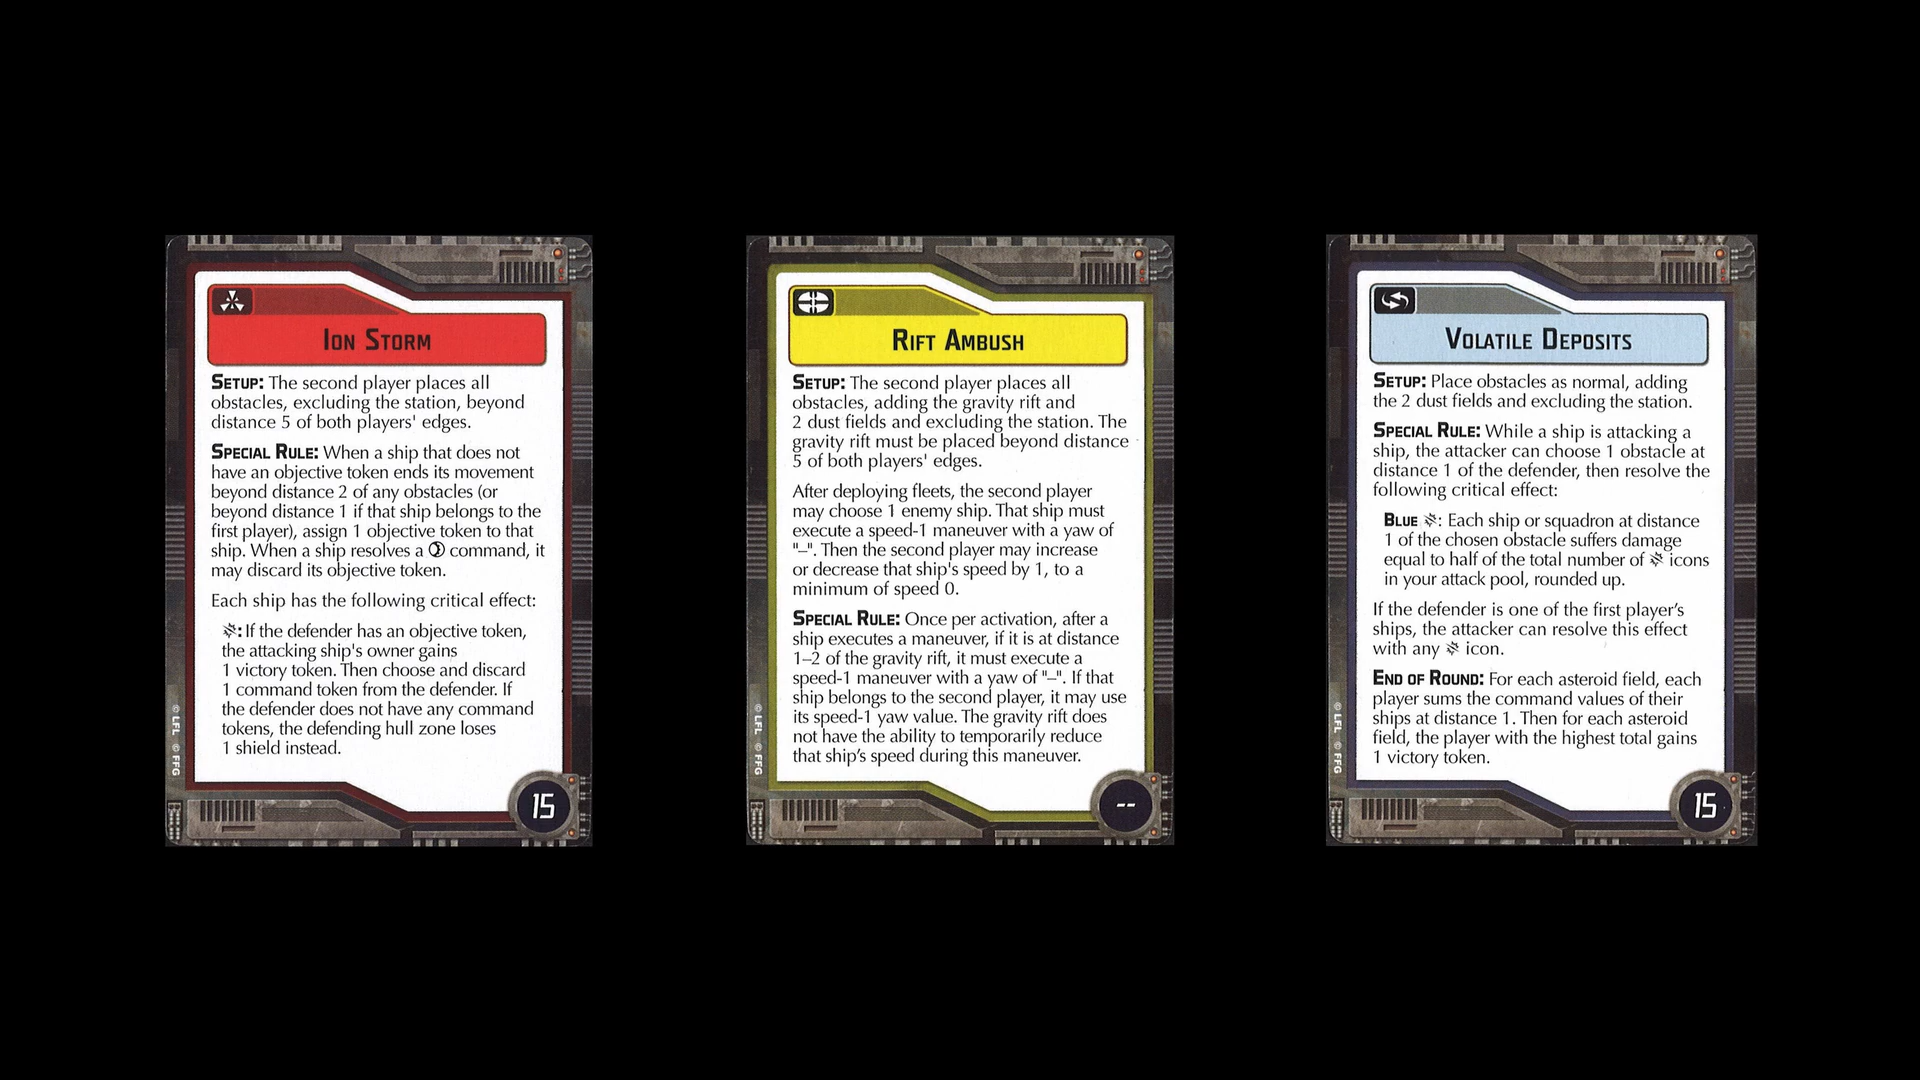 Ion Storm
Setup: The second player places all
obstacles, excluding the station, beyond
distance 5 of both players' edges.
Special Rule: When a ship that does not
have an objective token ends its movement
beyond distance 2 of any obstacles (or
beyond distance 1 if that ship belongs to the
first player), assign 1 objective token to that
ship. When a ship resolves a command, it
may discard its objective token.
Each ship has the following critical effect:
: If the defender has an objective token,
the attacking ship's owner gains
1 victory token. Then choose and discard
1 command token from the defender. If
the defender does not have any command
tokens, the defending hull zone loses
1 shield instead.
© LFL © FFG
15
Rift Ambush
Setup: The second player places all
obstacles, adding the gravity rift and
2 dust fields and excluding the station. The
gravity rift must be placed beyond distance
5 of both players' edges.
After deploying fleets, the second player
may choose 1 enemy ship. That ship must
execute a speed-1 maneuver with a yaw of
"–". Then the second player may increase
or decrease that ship's speed by 1, to a
minimum of speed 0.
Special Rule: Once per activation, after a
ship executes a maneuver, if it is at distance
1–2 of the gravity rift, it must execute a
speed-1 maneuver with a yaw of "–". If that
ship belongs to the second player, it may use
its speed-1 yaw value. The gravity rift does
not have the ability to temporarily reduce
that ship's speed during this maneuver.
© LFL © FFG
--
Volatile Deposits
Setup: Place obstacles as normal, adding
the 2 dust fields and excluding the station.
Special Rule: While a ship is attacking a
ship, the attacker can choose 1 obstacle at
distance 1 of the defender, then resolve the
following critical effect:
Blue : Each ship or squadron at distance
1 of the chosen obstacle suffers damage
equal to half of the total number of icons
in your attack pool, rounded up.
If the defender is one of the first player's
ships, the attacker can resolve this effect
with any icon.
End of Round: For each asteroid field, each
player sums the command values of their
ships at distance 1. Then for each asteroid
field, the player with the highest total gains
1 victory token.
© LFL © FFG
15